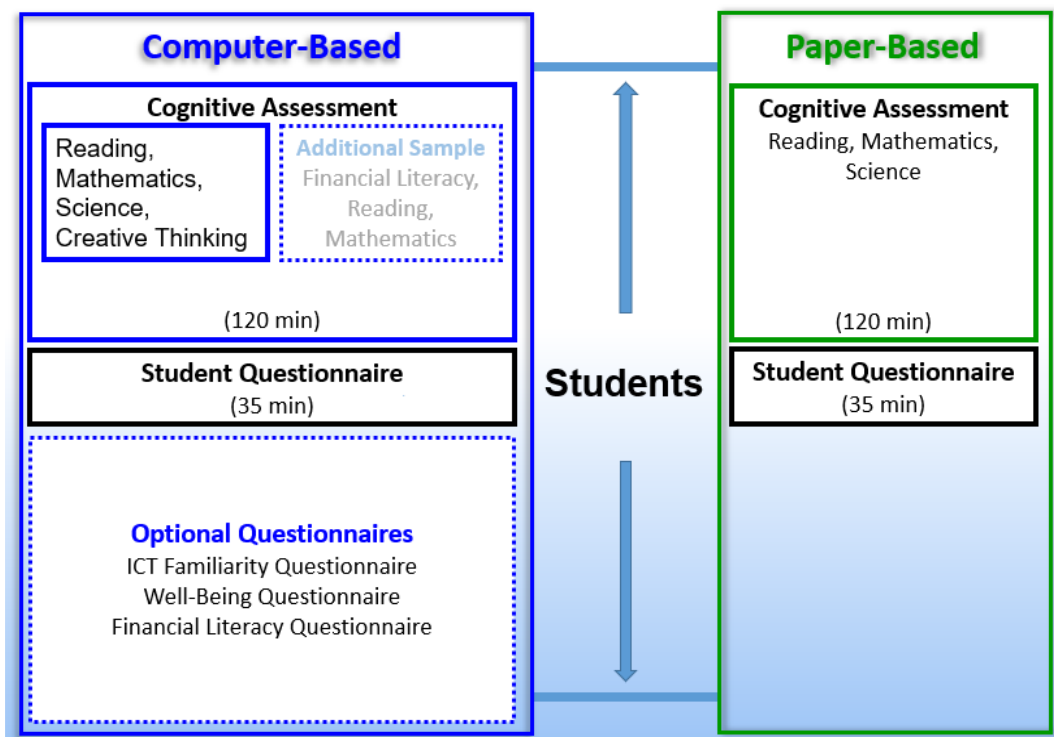 Computer-Based
Cognitive Assessment
Reading,
Mathematics,
Science,
Creative Thinking
Additional Sample
Financial Literacy,
Reading,
Mathematics
(120 min)
Student Questionnaire
(35 min)
Optional Questionnaires
ICT Familiarity Questionnaire
Well-Being Questionnaire
Financial Literacy Questionnaire
Students
Paper-Based
Cognitive Assessment
Reading, Mathematics,
Science
(120 min)
Student Questionnaire
(35 min)